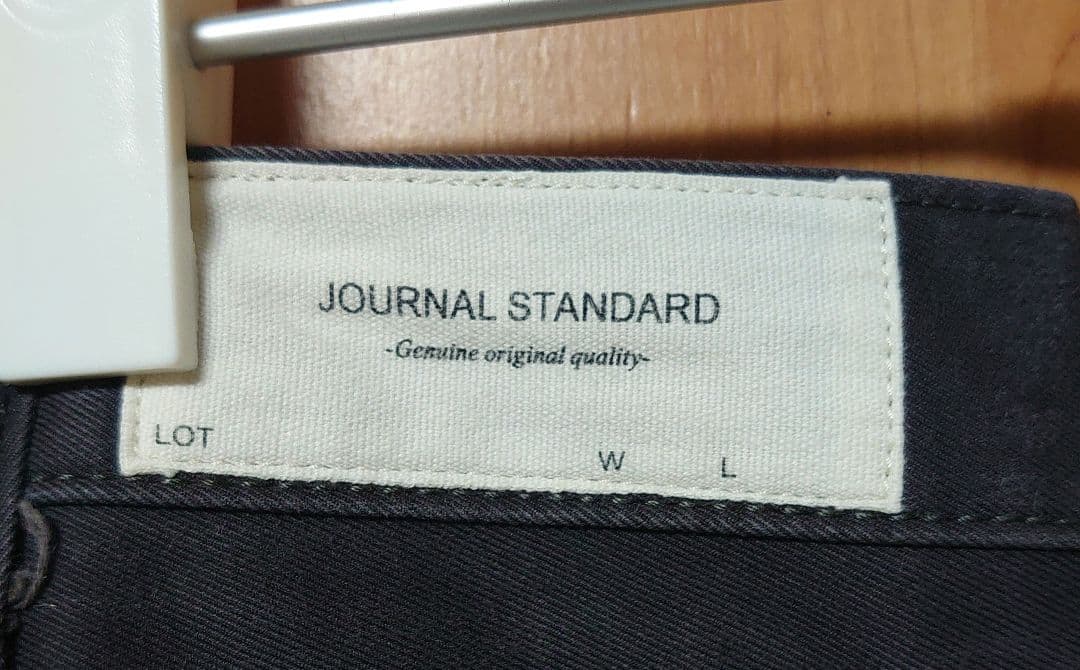 JOURNAL STANDARD
-Genuine original quality-
LOT
W L